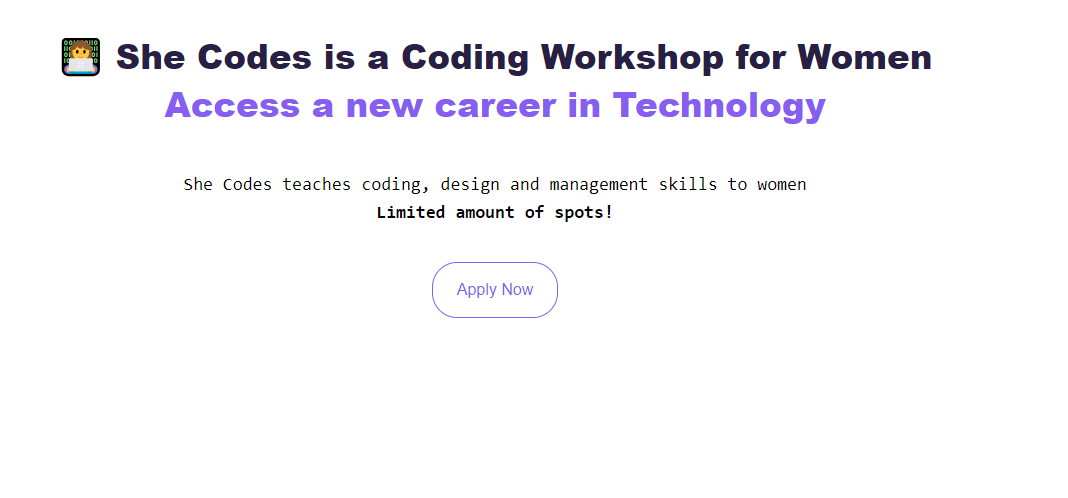 She Codes is a Coding Workshop for Women
Access a new career in Technology
She Codes teaches coding, design and management skills to women
Limited amount of spots!
Apply Now